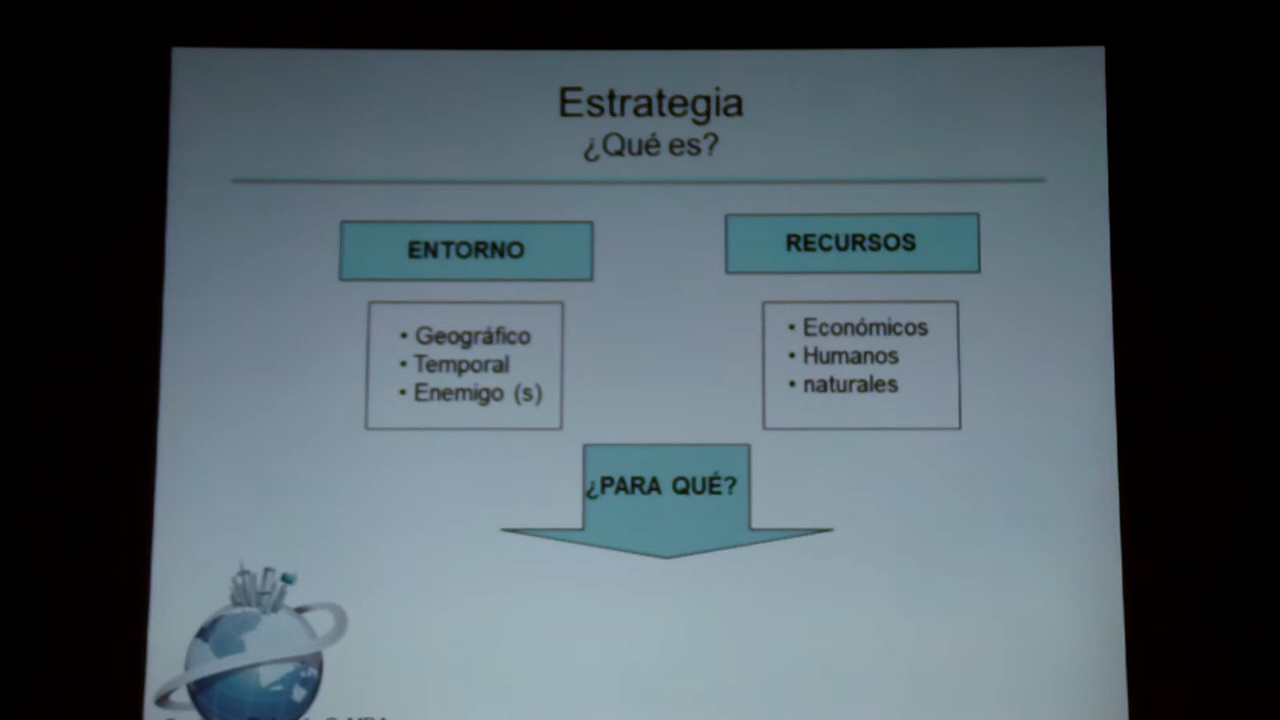 Estrategia
¿Qué es?
ENTORNO
• Geográfico
• Temporal
• Enemigo (s)
RECURSOS
• Económicos
• Humanos
• naturales
¿PARA QUÉ?